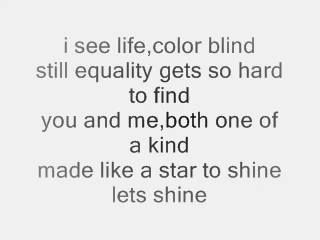 i see life,color blind
still equality gets so hard
to find
you and me,both one of
a kind
made like a star to shine
lets shine